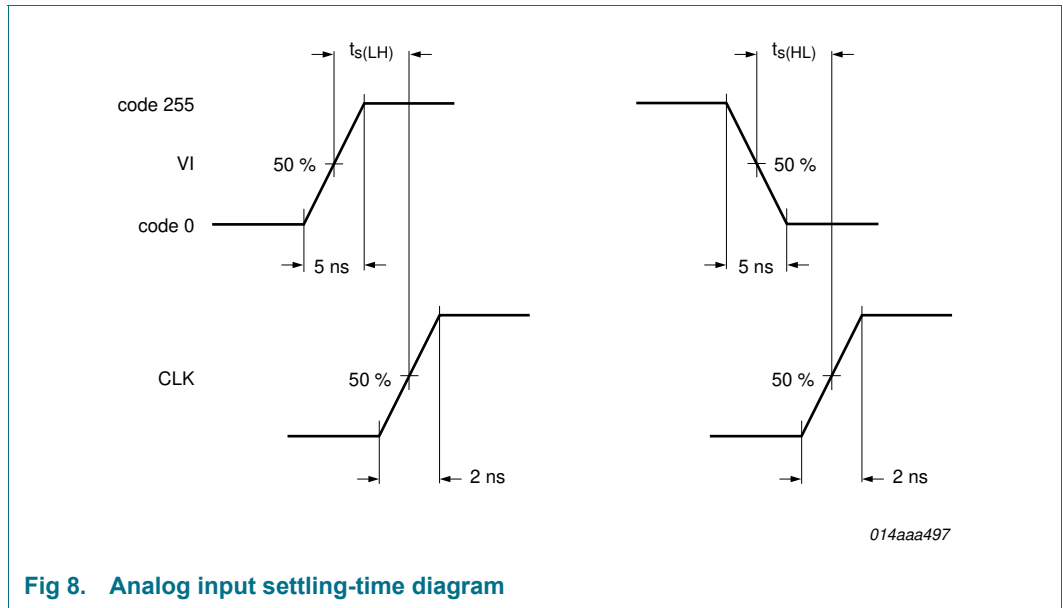 ts(LH)
ts(HL)
code 255
VI
50 %
50 %
code 0
5 ns
5 ns
CLK
50 %
50 %
2 ns
2 ns
014aaa497
Fig 8. Analog input settling-time diagram